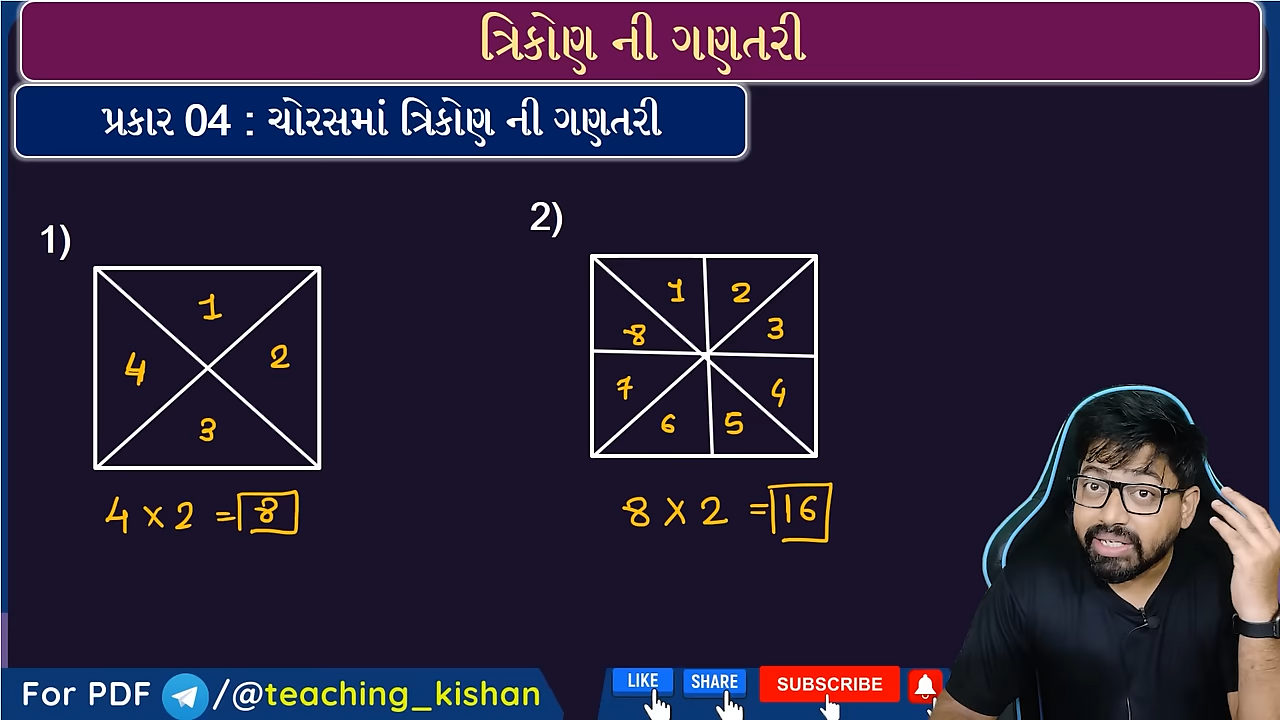 ત્રિકોણ ની ગણતરી
પ્રકાર 04 : ચોરસમાં ત્રિકોણ ની ગણતરી
1)
1
4
2
3
4 × 2 = 8
2)
1
2
8
3
7
4
6
5
8 × 2 = 16
For PDF /@teaching_kishan
LIKE
SHARE
SUBSCRIBE